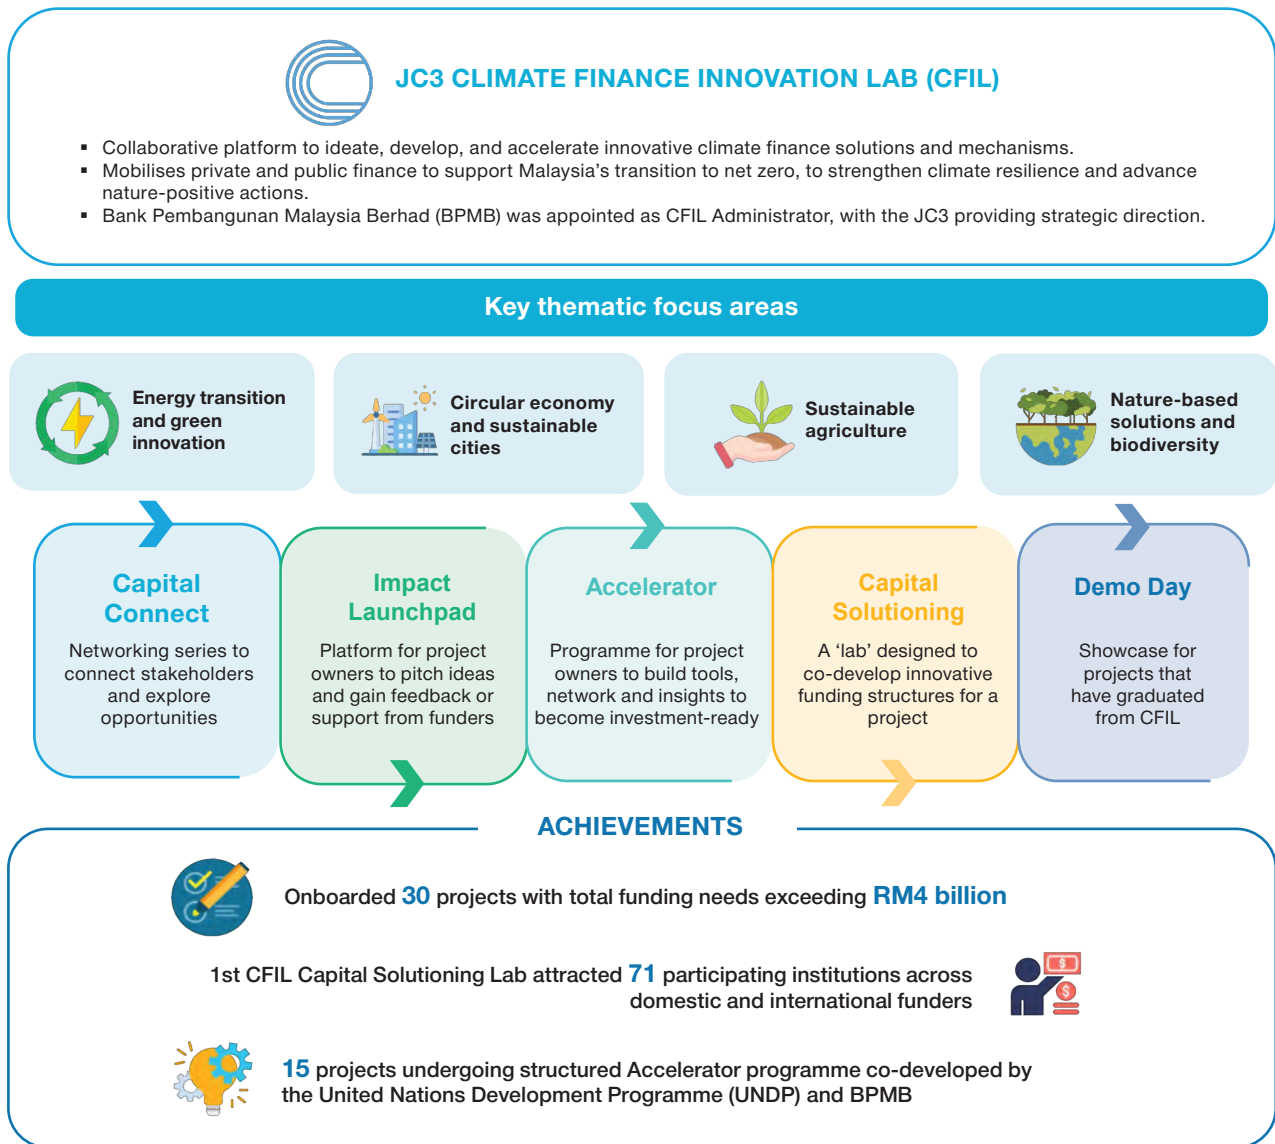 JC3 CLIMATE FINANCE INNOVATION LAB (CFIL)
▪ Collaborative platform to ideate, develop, and accelerate innovative climate finance solutions and mechanisms.
▪ Mobilises private and public finance to support Malaysia's transition to net zero, to strengthen climate resilience and advance
nature-positive actions.
▪ Bank Pembangunan Malaysia Berhad (BPMB) was appointed as CFIL Administrator, with the JC3 providing strategic direction.
Key thematic focus areas
Energy transition
and green
innovation
Circular economy
and sustainable
cities
Sustainable
agriculture
Nature-based
solutions and
biodiversity
Capital
Connect
Networking series to
connect stakeholders
and explore
opportunities
Impact
Launchpad
Platform for project
owners to pitch ideas
and gain feedback or
support from funders
Accelerator
Programme for project
owners to build tools,
network and insights to
become investment-ready
Capital
Solutioning
A 'lab' designed to
co-develop innovative
funding structures for a
project
Demo Day
Showcase for
projects that
have graduated
from CFIL
ACHIEVEMENTS
Onboarded 30 projects with total funding needs exceeding RM4 billion
1st CFIL Capital Solutioning Lab attracted 71 participating institutions across
domestic and international funders
15 projects undergoing structured Accelerator programme co-developed by
the United Nations Development Programme (UNDP) and BPMB